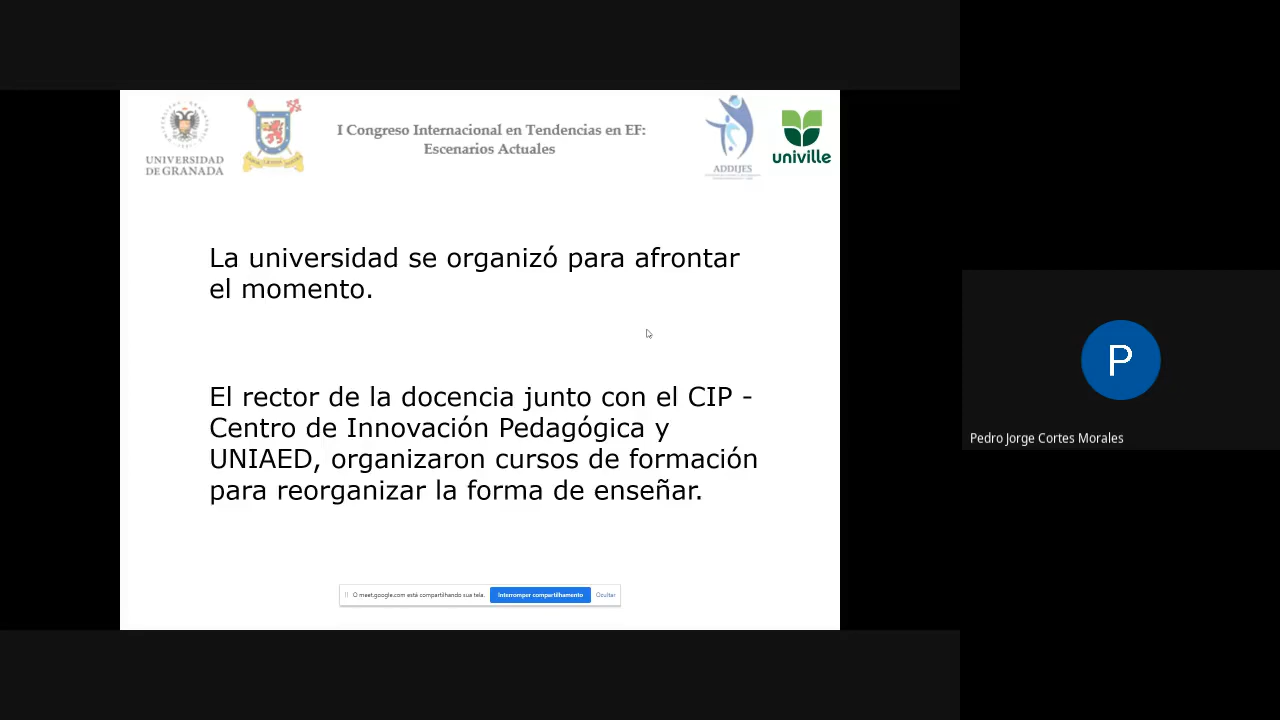 UNIVERSIDAD
DE GRANADA
I Congreso Internacional en Tendencias en EF:
Escenarios Actuales
ADDIJES
univille
La universidad se organizó para afrontar
el momento.
El rector de la docencia junto con el CIP -
Centro de Innovación Pedagógica y
UNIAED, organizaron cursos de formación
para reorganizar la forma de enseñar.
O meet.google.com está compartilhando sua tela.
Interromper compartilhamento
Ocultar
P
Pedro Jorge Cortes Morales